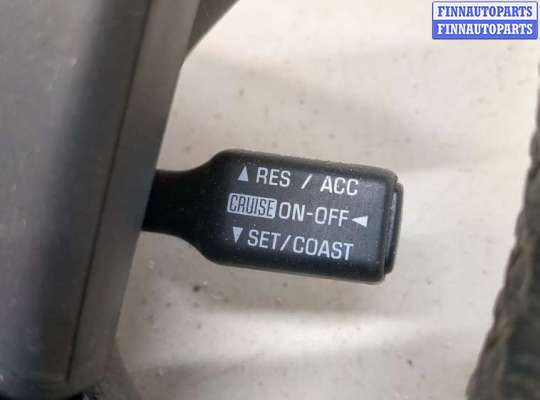 FINNAUTOPARTS
FINNAUTOPARTS
▲ RES / ACC
CRUISE ON-OFF ◄
▼ SET/COAST